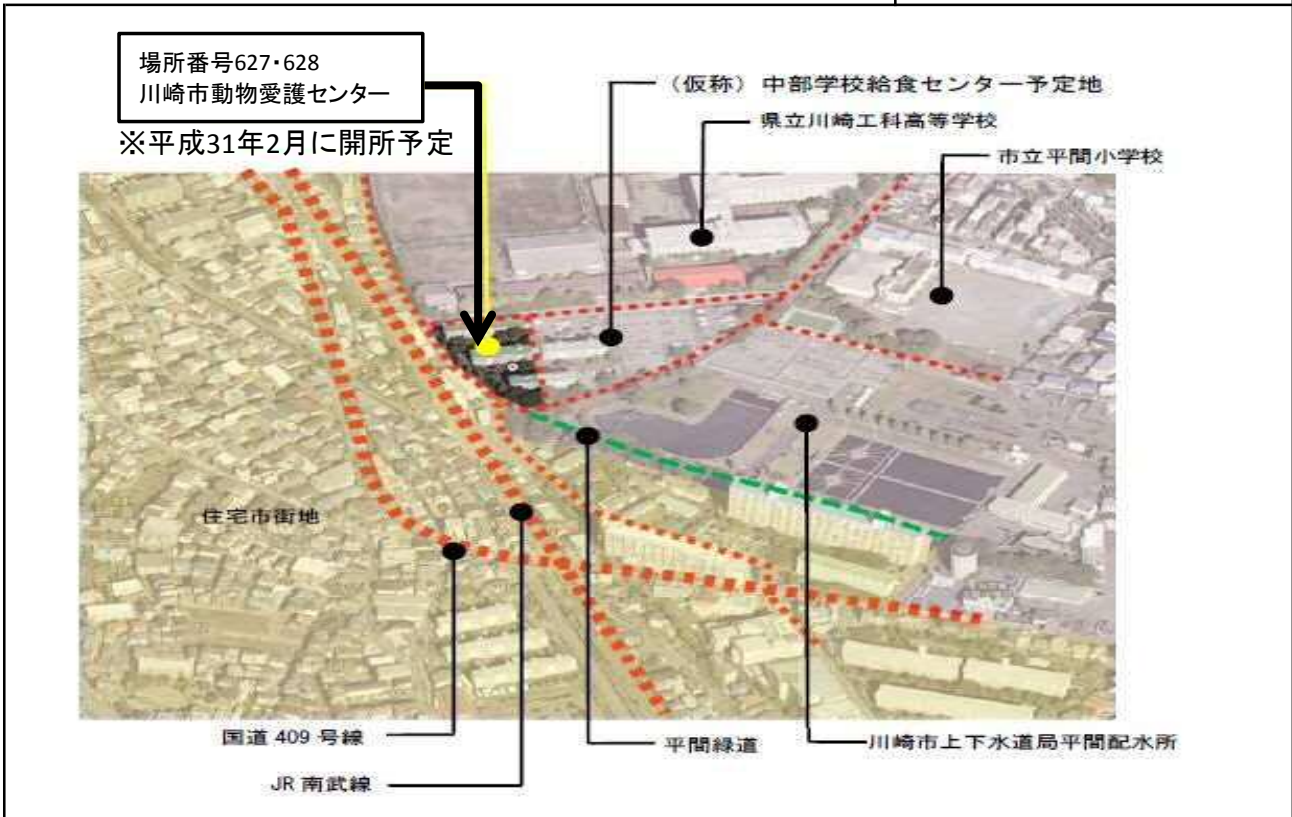 場所番号627・628
川崎市動物愛護センター
※平成31年2月に開所予定
（仮称）中部学校給食センター予定地
県立川崎工科高等学校
市立平間小学校
住宅市街地
国道409号線
平間緑道
川崎市上下水道局平間配水所
JR南武線